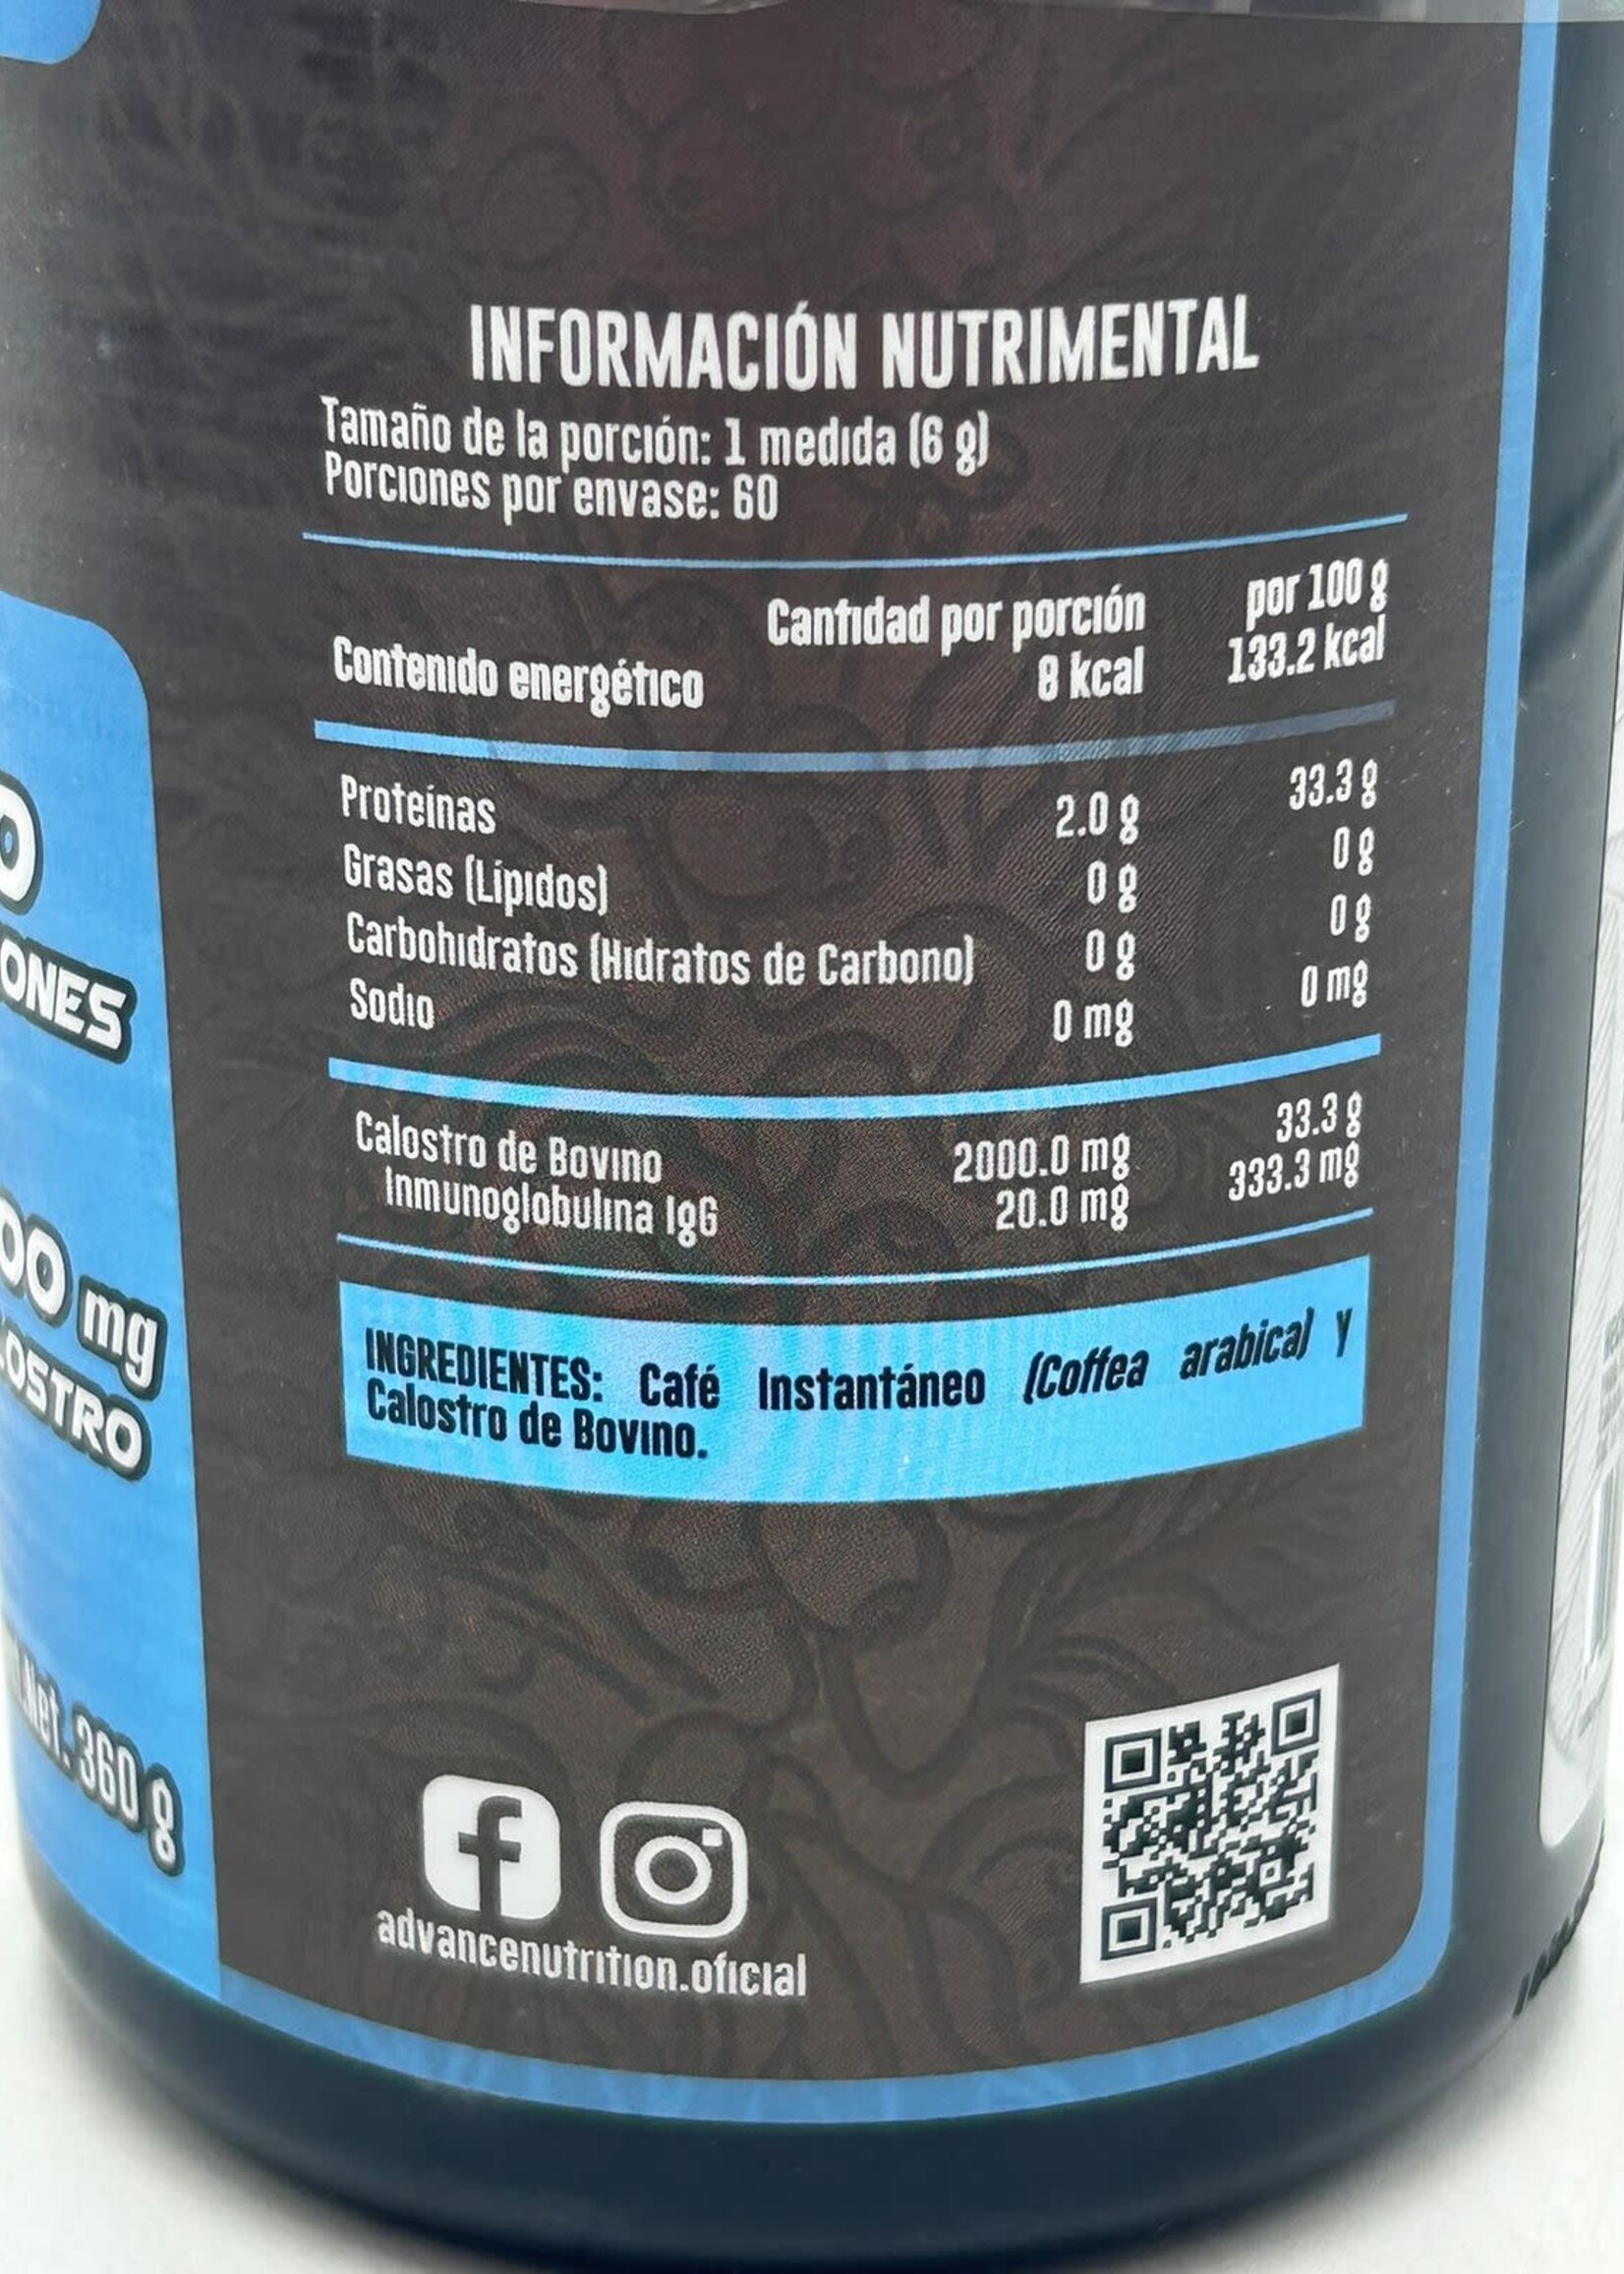 INFORMACIÓN NUTRIMENTAL
Tamaño de la porción: 1 medida (6 g)
Porciones por envase: 60
Cantidad por porción por 100 g
Contenido energético 8 kcal 133.2 kcal
Proteínas 2.0 g 33.3 g
Grasas (Lípidos) 0 g 0 g
Carbohidratos (Hidratos de Carbono) 0 g 0 g
Sodio 0 mg 0 mg
Calostro de Bovino 2000.0 mg 33.3 g
Inmunoglobulina IgG 20.0 mg 333.3 mg
INGREDIENTES: Café Instantáneo (Coffea arabica) y
Calostro de Bovino.
advancenutrition.oficial
ONES
00 mg
OSTRO
Net. 360 g